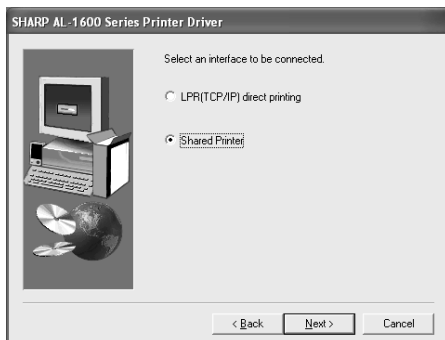 SHARP AL-1600 Series Printer Driver
Select an interface to be connected.
LPR(TCP/IP) direct printing
Shared Printer
< Back Next > Cancel